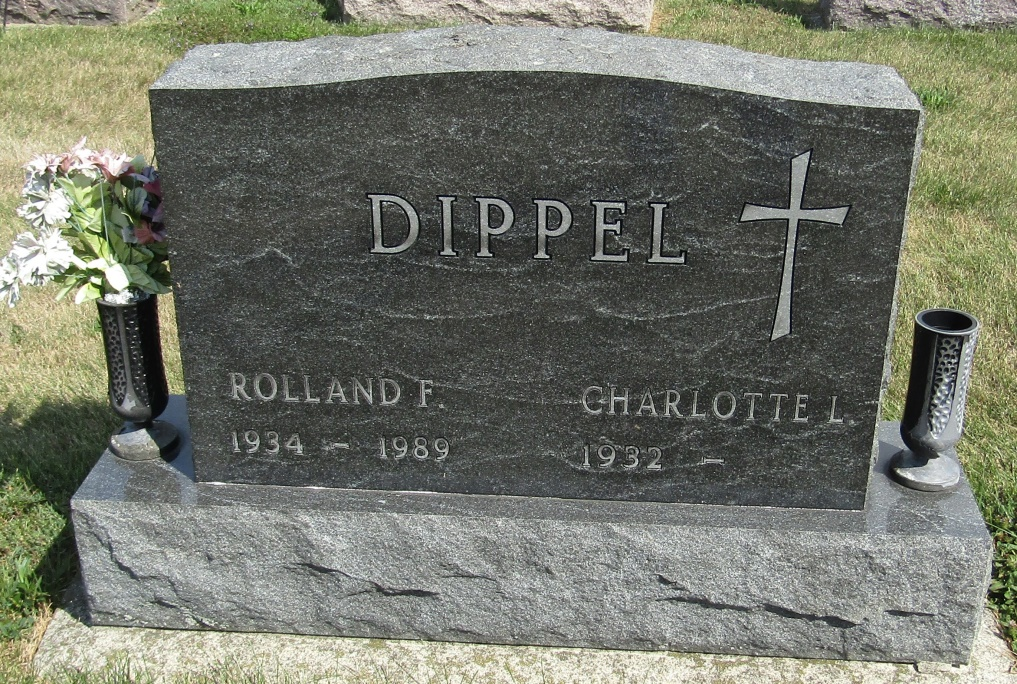 DIPPEL
ROLLAND F. CHARLOTTE L.
1934 - 1989 1932 -